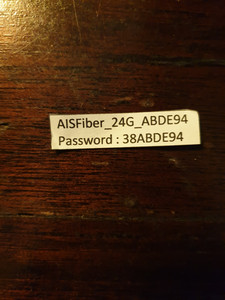 AISFiber_24G_ABDE94
Password : 38ABDE94